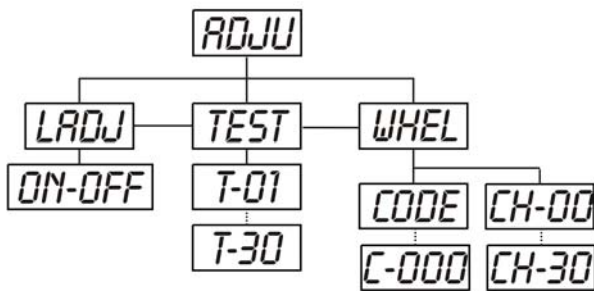 ADJU
LADJ TEST WHEL
ON-OFF T-01 CODE CH-00
T-30 C-000 CH-30